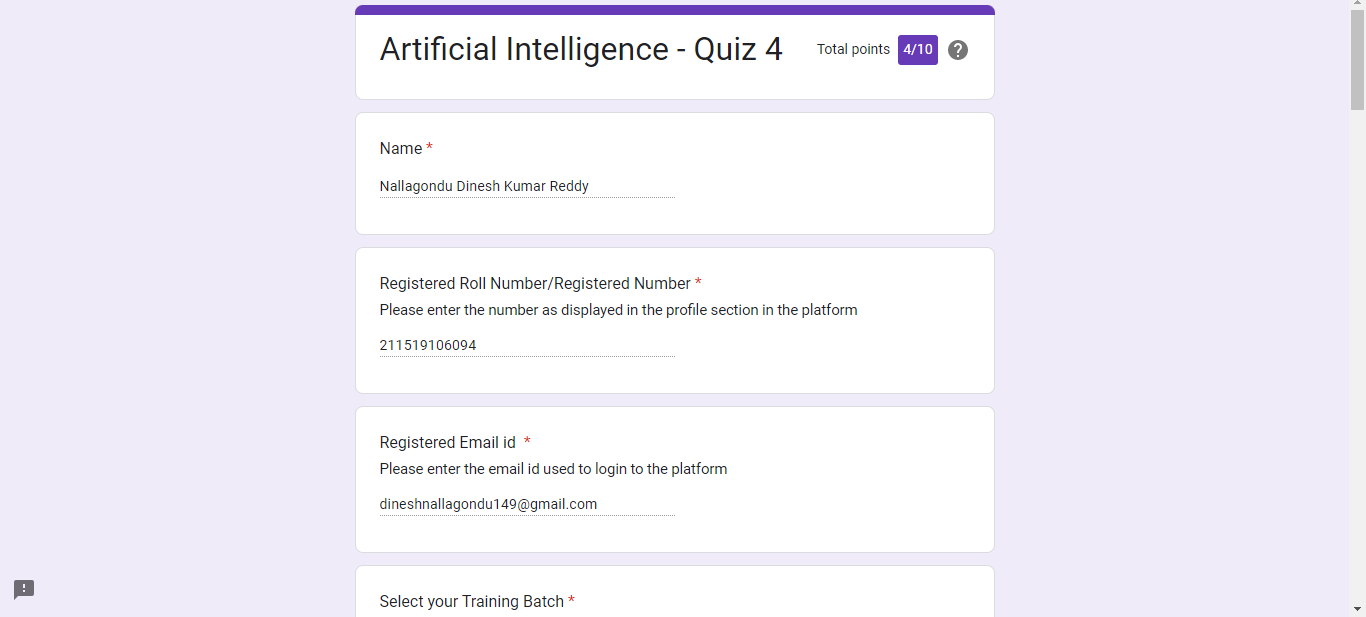 Artificial Intelligence - Quiz 4
Total points 4/10 ?
Name *
Nallagondu Dinesh Kumar Reddy
Registered Roll Number/Registered Number *
Please enter the number as displayed in the profile section in the platform
211519106094
Registered Email id *
Please enter the email id used to login to the platform
dineshnallagondu149@gmail.com
Select your Training Batch *